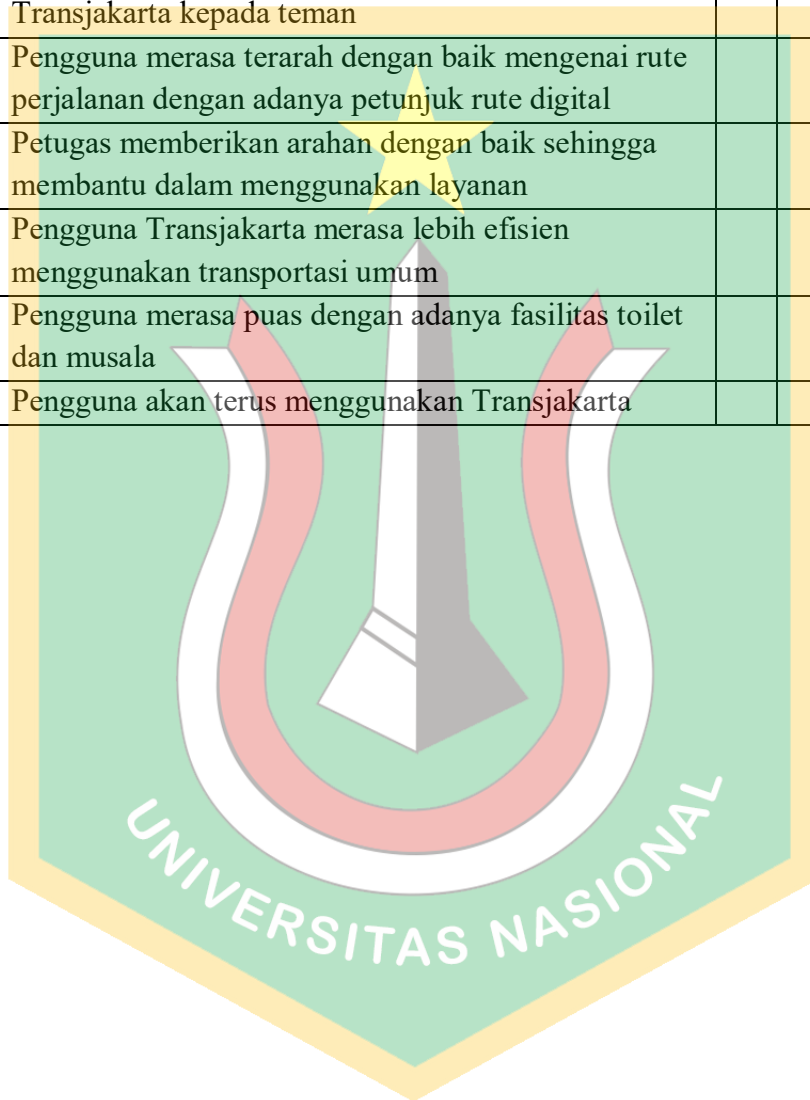 Transjakarta kepada teman
Pengguna merasa terarah dengan baik mengenai rute
perjalanan dengan adanya petunjuk rute digital
Petugas memberikan arahan dengan baik sehingga
membantu dalam menggunakan layanan
Pengguna Transjakarta merasa lebih efisien
menggunakan transportasi umum
Pengguna merasa puas dengan adanya fasilitas toilet
dan musala
Pengguna akan terus menggunakan Transjakarta
UNIVERSITAS NASIONAL